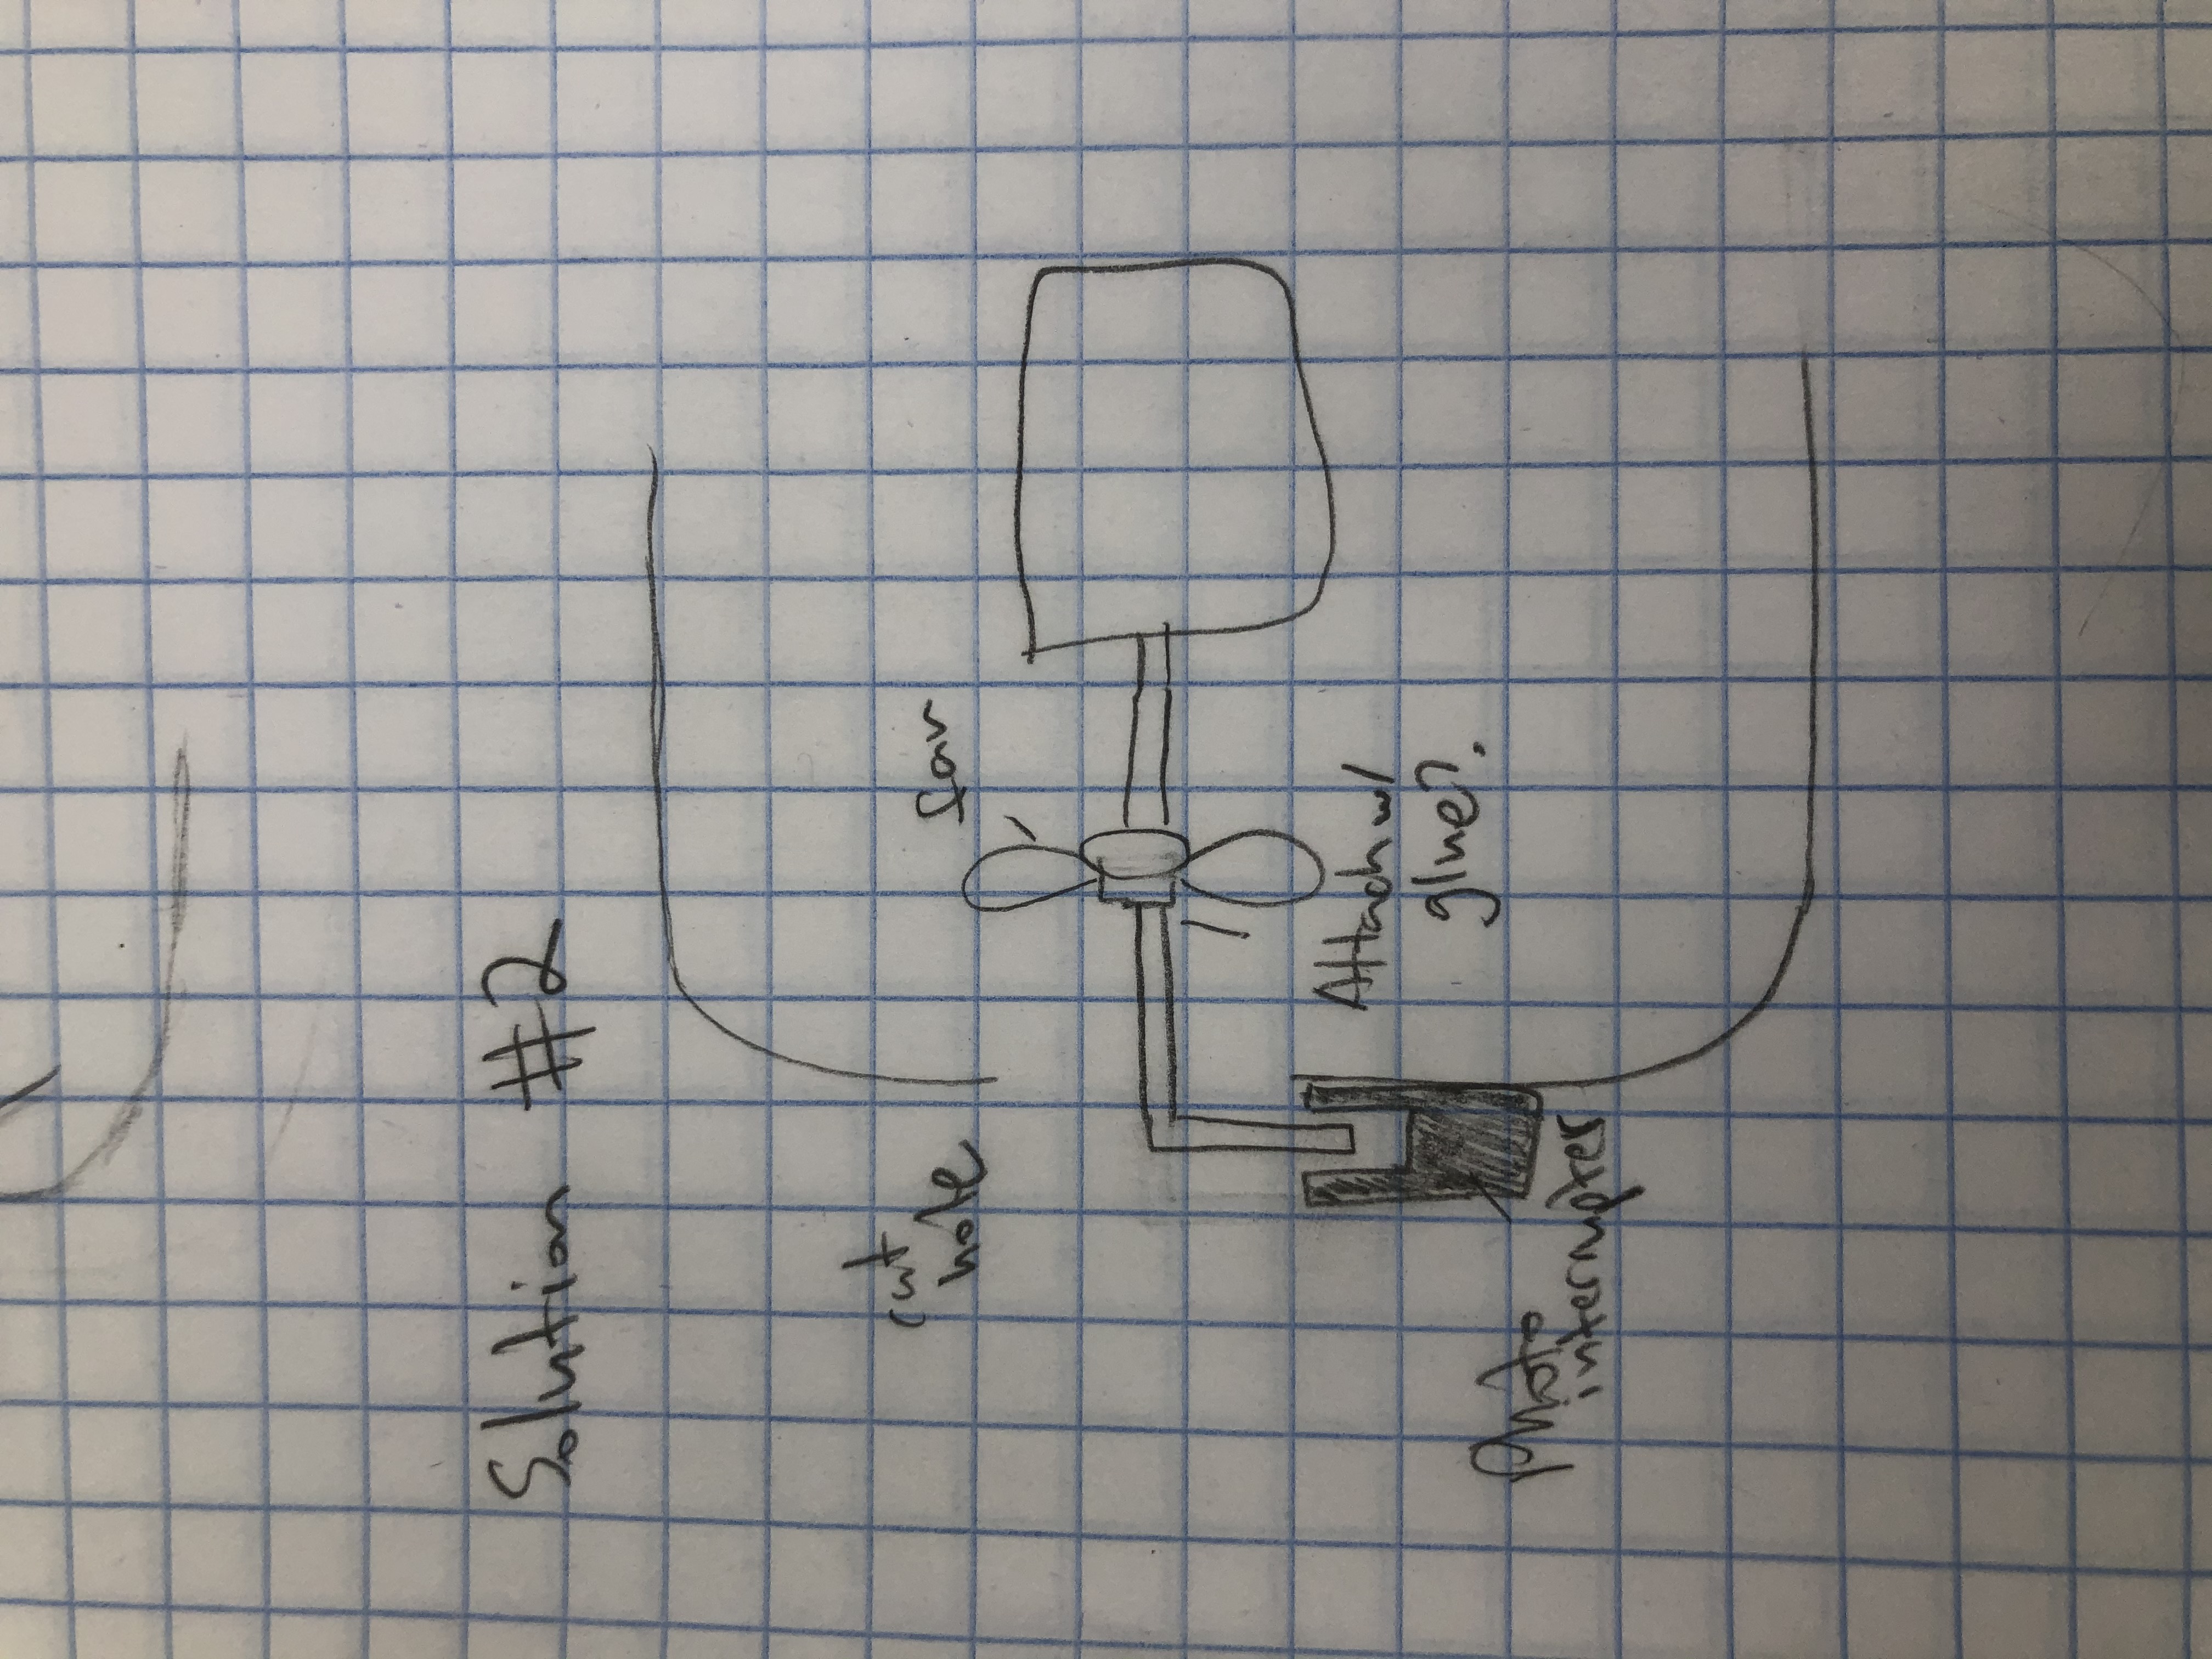 Solution #2
cut
hole
fan
Attach w/
glue?.
Photo
interrupter